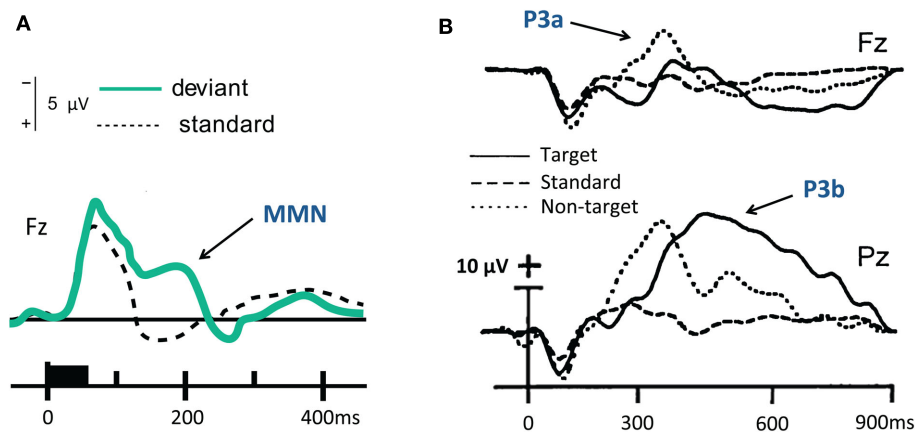 A
−
5 μV
+
deviant
standard
Fz
MMN
0
200
400ms
B
P3a
Fz
Target
Standard
Non-target
P3b
10 μV
+
Pz
0
300
600
900ms